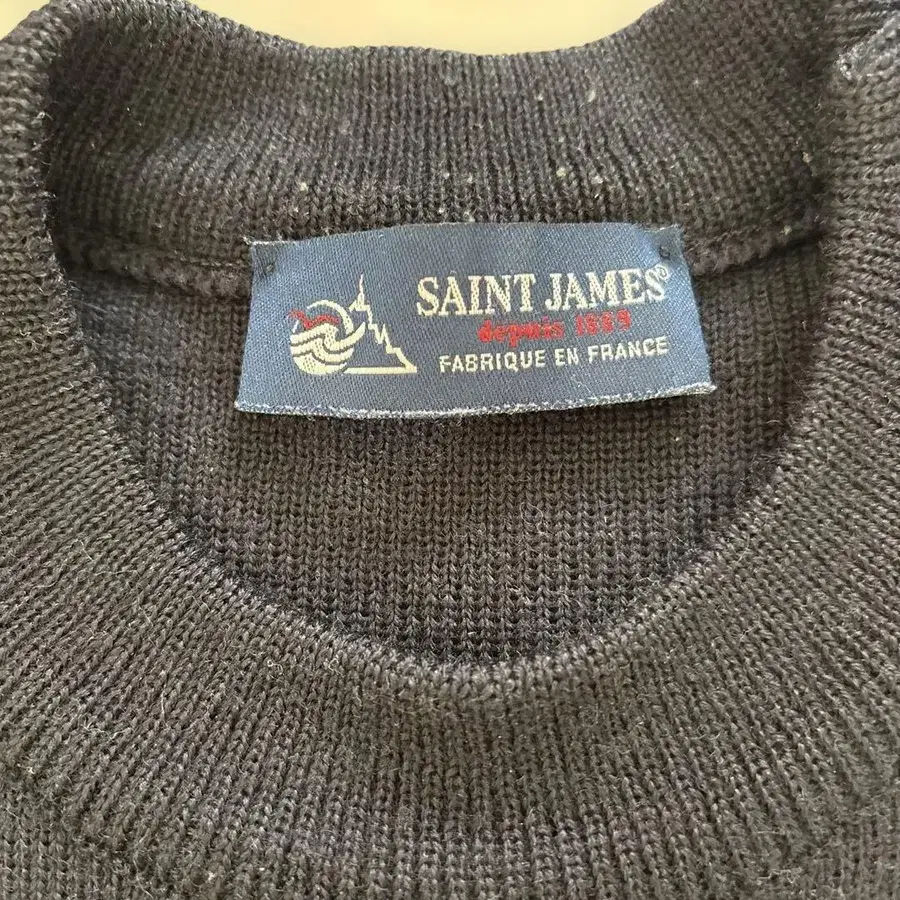 SAINT JAMES®
depuis 1889
FABRIQUE EN FRANCE